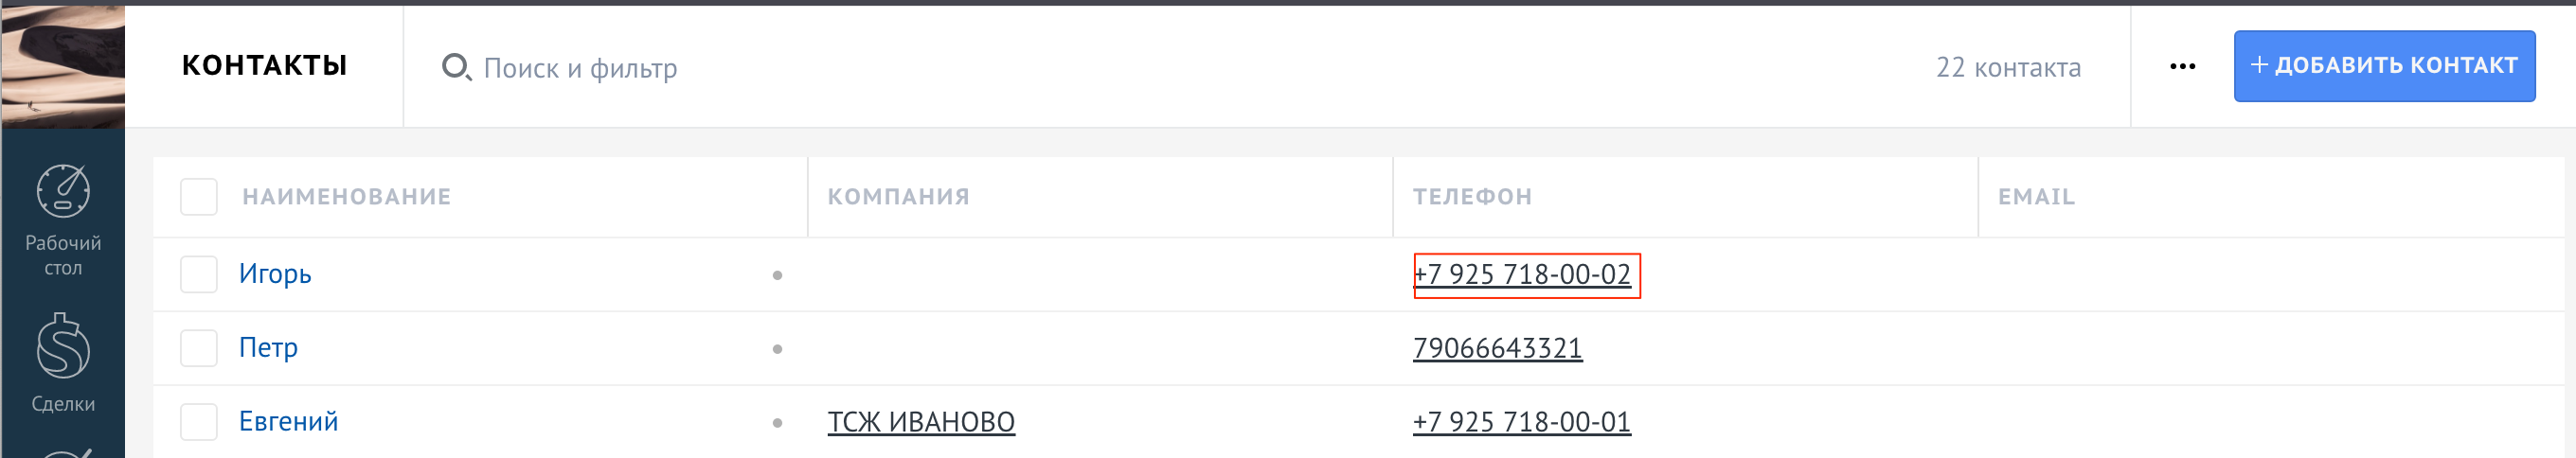 КОНТАКТЫ
Поиск и фильтр
22 контакта
•••
+ ДОБАВИТЬ КОНТАКТ
Рабочий
стол
Сделки
НАИМЕНОВАНИЕ КОМПАНИЯ ТЕЛЕФОН EMAIL
Игорь +7 925 718-00-02
Петр 79066643321
Евгений ТСЖ ИВАНОВО +7 925 718-00-01